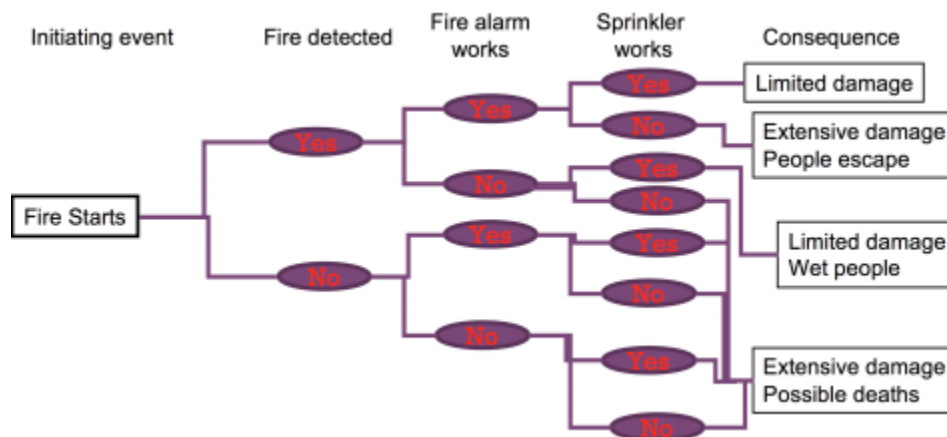 Initiating event
Fire detected
Fire alarm
works
Sprinkler
works
Consequence
Fire Starts
Yes
No
Yes
No
Yes
No
Yes
No
Yes
No
Yes
No
Yes
No
Limited damage
Extensive damage
People escape
Limited damage
Wet people
Extensive damage
Possible deaths